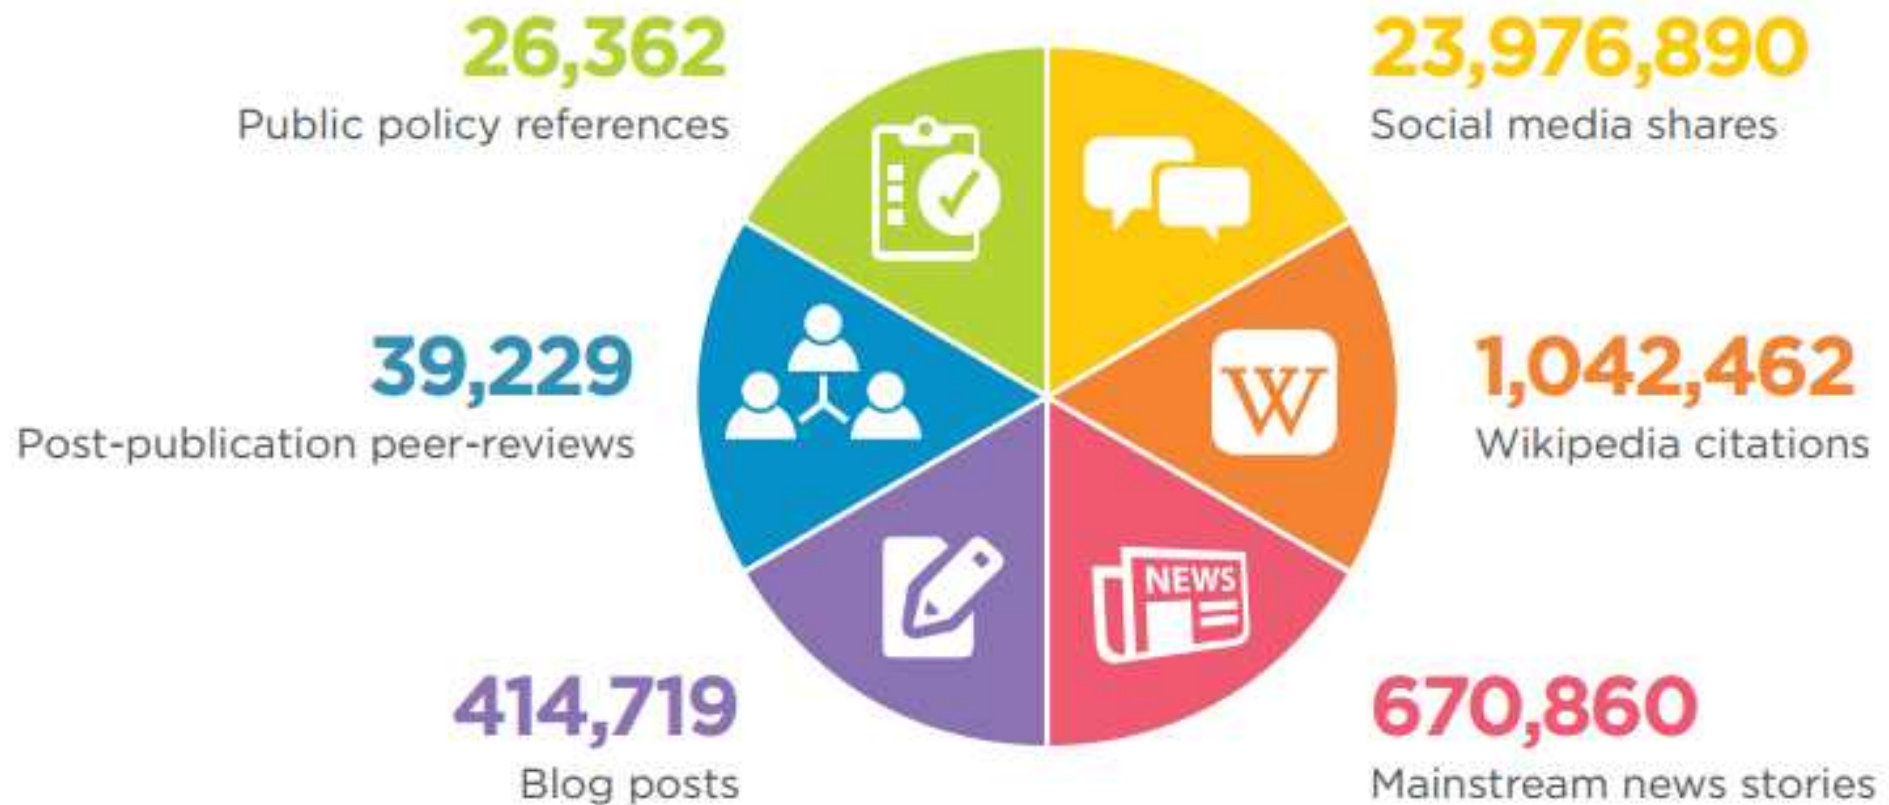 26,362
Public policy references
23,976,890
Social media shares
39,229
Post-publication peer-reviews
W
1,042,462
Wikipedia citations
NEWS
414,719
Blog posts
670,860
Mainstream news stories